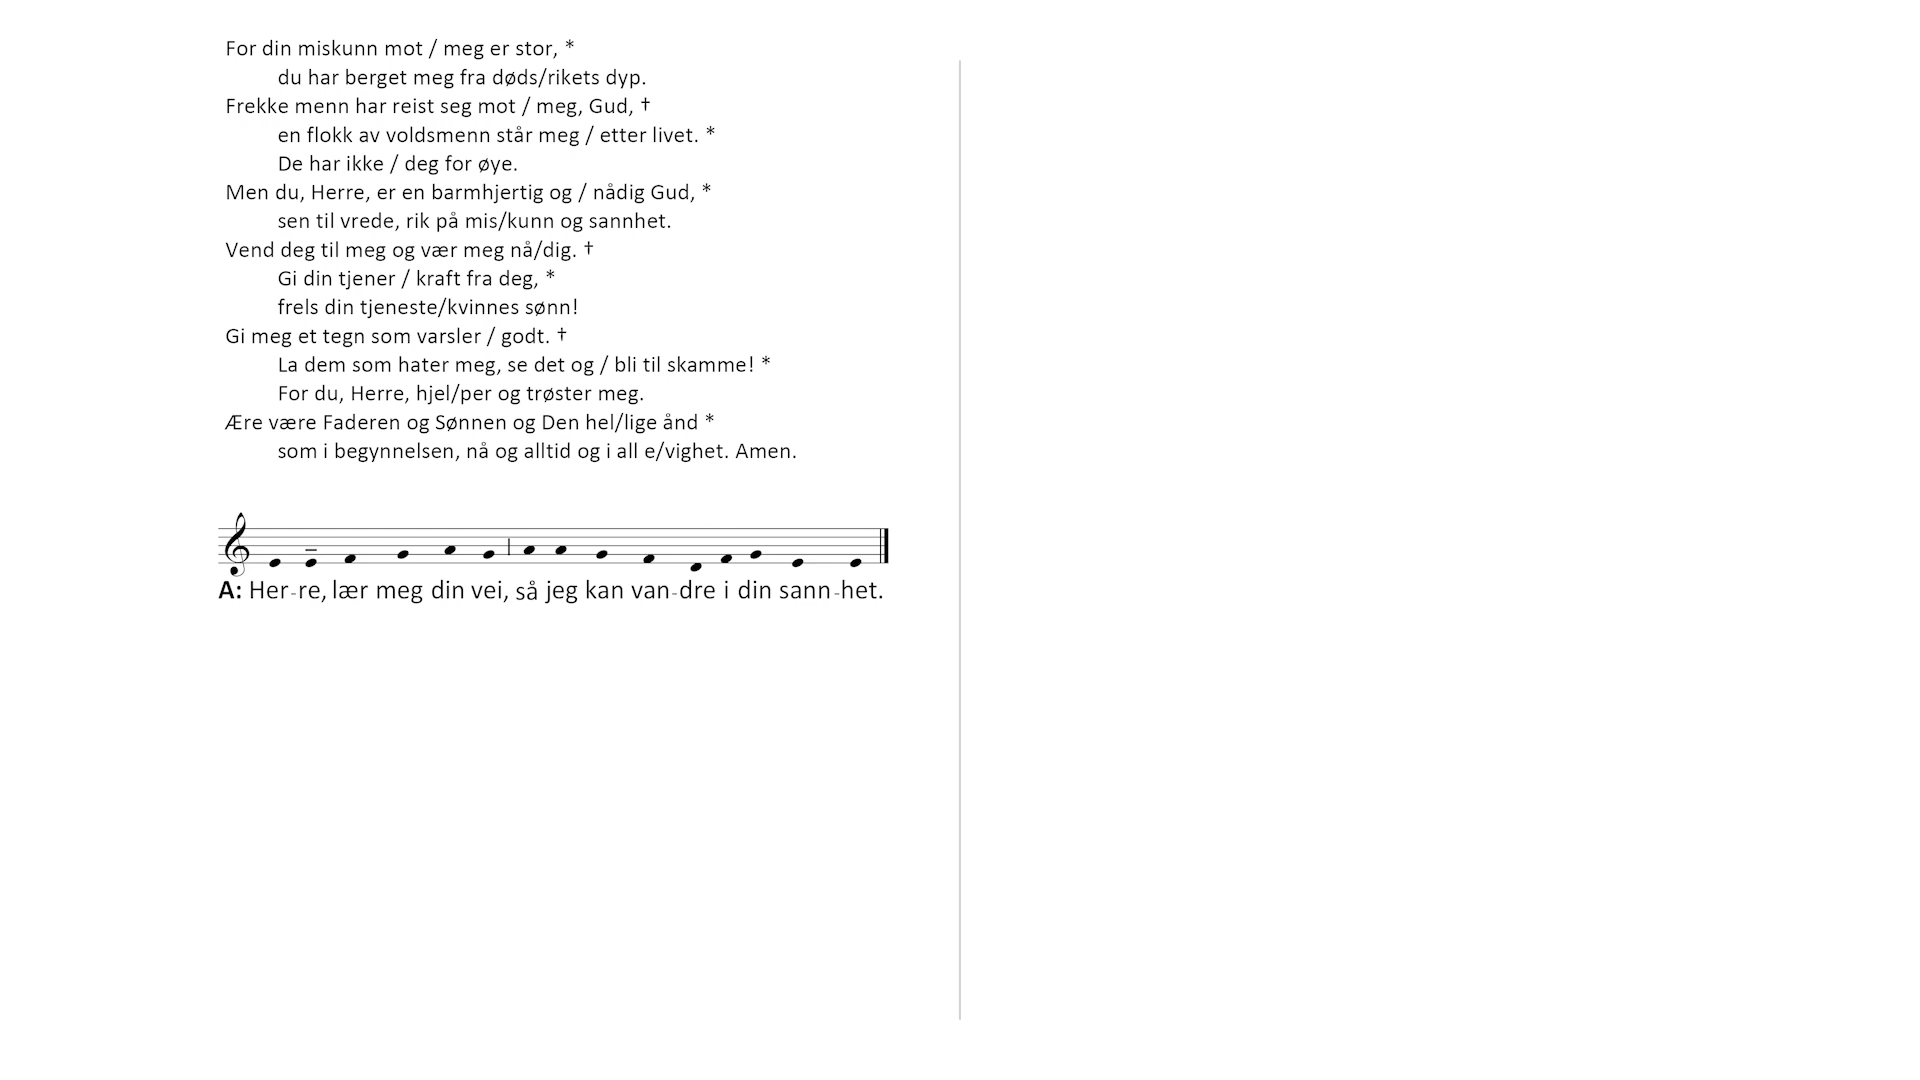 For din miskunn mot / meg er stor, *
du har berget meg fra døds/rikets dyp.
Frekke menn har reist seg mot / meg, Gud, †
en flokk av voldsmenn står meg / etter livet. *
De har ikke / deg for øye.
Men du, Herre, er en barmhjertig og / nådig Gud, *
sen til vrede, rik på mis/kunn og sannhet.
Vend deg til meg og vær meg nå/dig. †
Gi din tjener / kraft fra deg, *
frels din tjeneste/kvinnes sønn!
Gi meg et tegn som varsler / godt. †
La dem som hater meg, se det og / bli til skamme! *
For du, Herre, hjel/per og trøster meg.
Ære være Faderen og Sønnen og Den hel/lige ånd *
som i begynnelsen, nå og alltid og i all e/vighet. Amen.
A: Her-re, lær meg din vei, så jeg kan van-dre i din sann-het.